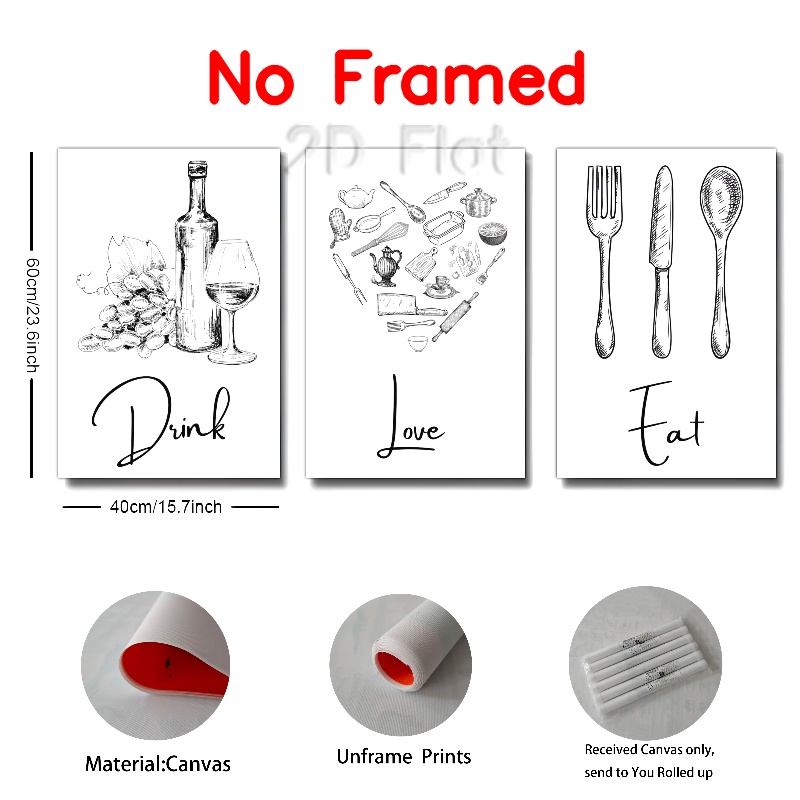 No Framed
2D Flat
60cm/23.6inch
Drink
Love
Eat
40cm/15.7inch
Material:Canvas
Unframe Prints
Received Canvas only,
send to You Rolled up